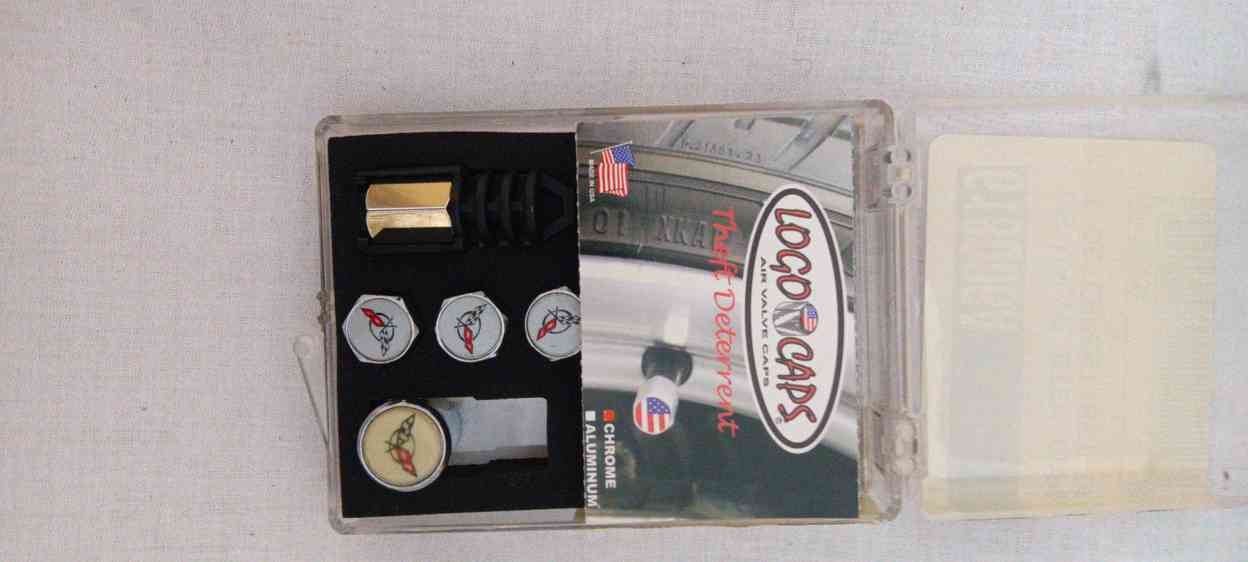 LOGO CAPS
AIR VALVE CAPS
®
Theft Deterrent
MADE IN USA
CHROME
ALUMINUM